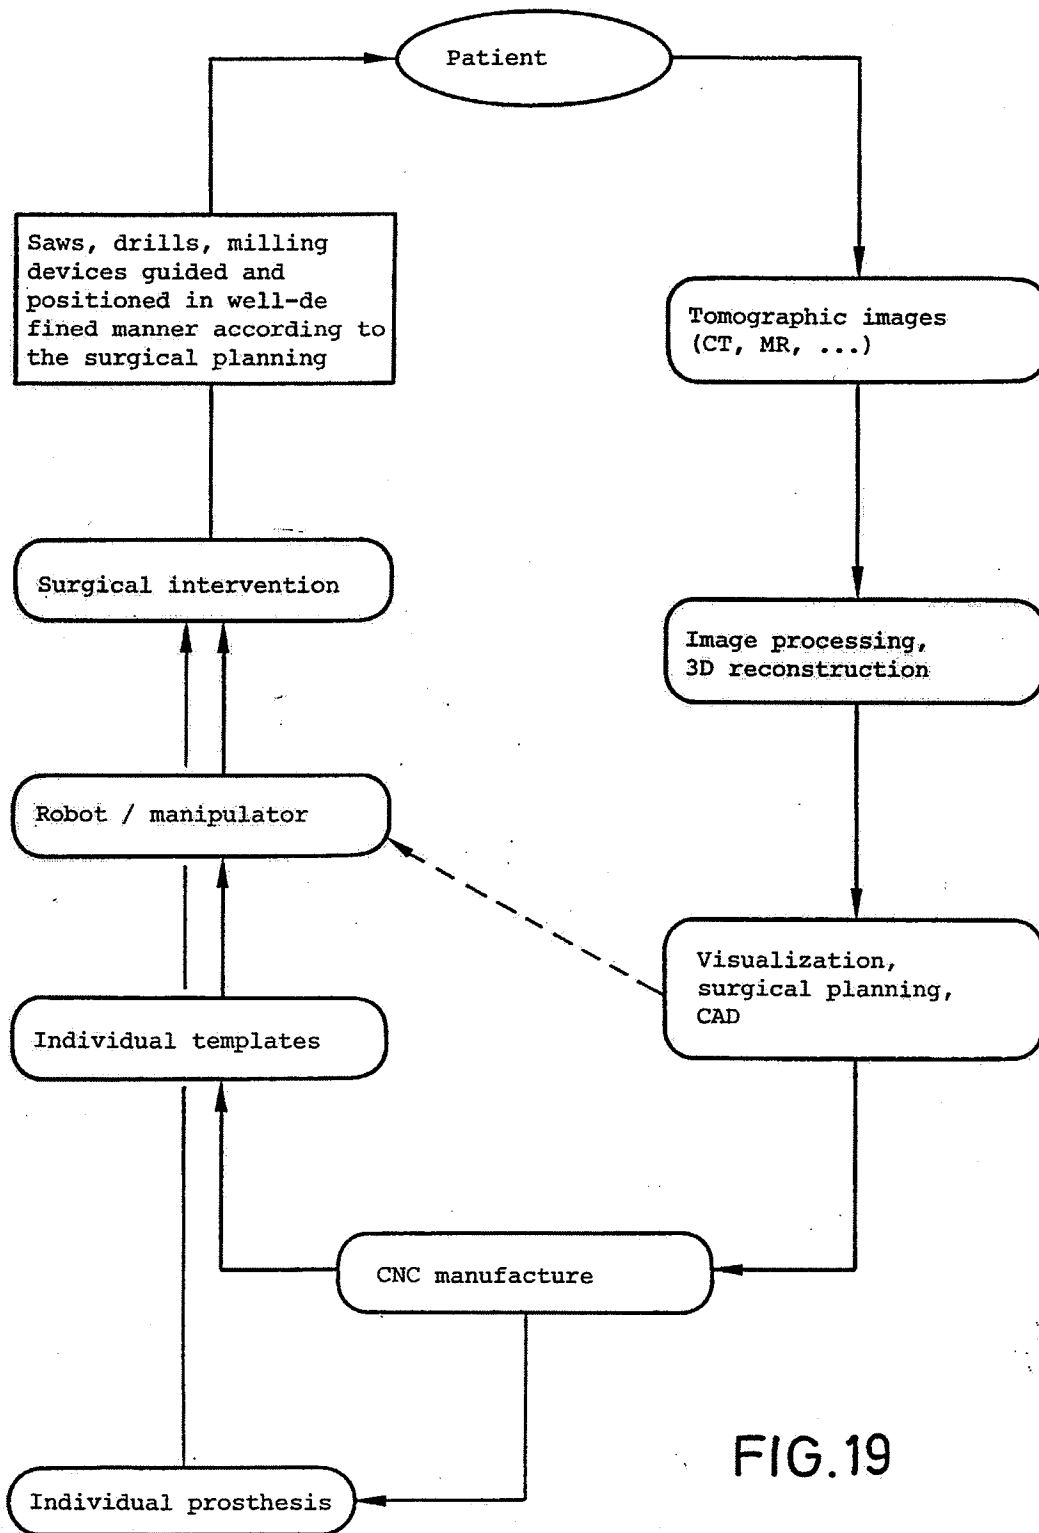 Patient
Saws, drills, milling
devices guided and
positioned in well-de
fined manner according to
the surgical planning
Tomographic images
(CT, MR, ...)
Surgical intervention
Image processing,
3D reconstruction
Robot / manipulator
Visualization,
surgical planning,
CAD
Individual templates
CNC manufacture
Individual prosthesis
FIG.19